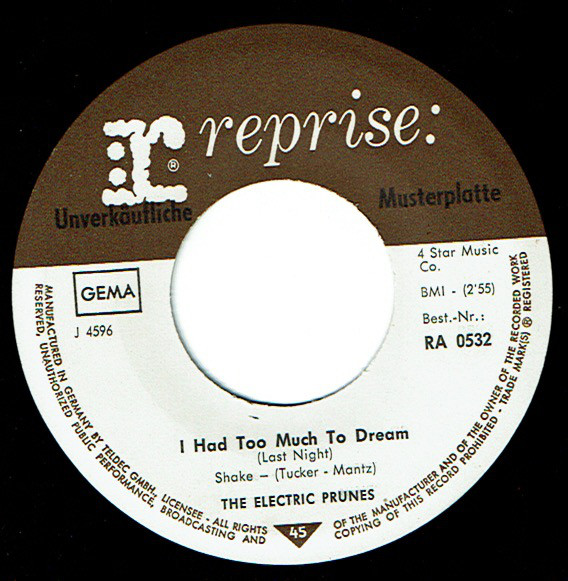 r® reprise:
Unverkäufliche Musterplatte
GEMA
J 4596
4 Star Music
Co.
BMI - (2'55)
Best.-Nr.:
RA 0532
I Had Too Much To Dream
(Last Night)
Shake – (Tucker - Mantz)
THE ELECTRIC PRUNES
45
MANUFACTURED IN GERMANY BY TELDEC GMBH., LICENSEE - ALL RIGHTS OF THE MANUFACTURER AND OF THE OWNER OF THE RECORDED WORK
RESERVED, UNAUTHORIZED PUBLIC PERFORMANCE, BROADCASTING AND COPYING OF THIS RECORD PROHIBITED - TRADE MARK(S) ® REGISTERED